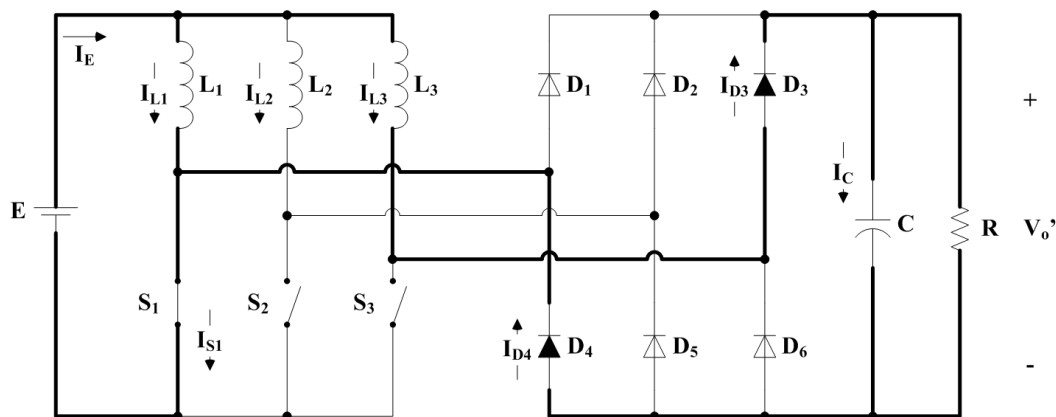 I_E
I_L1 L_1 I_L2 L_2 I_L3 L_3 D_1 D_2 I_D3 D_3 +
I_C
E C R V_o’
S_1 S_2 S_3
I_S1 I_D4 D_4 D_5 D_6 -